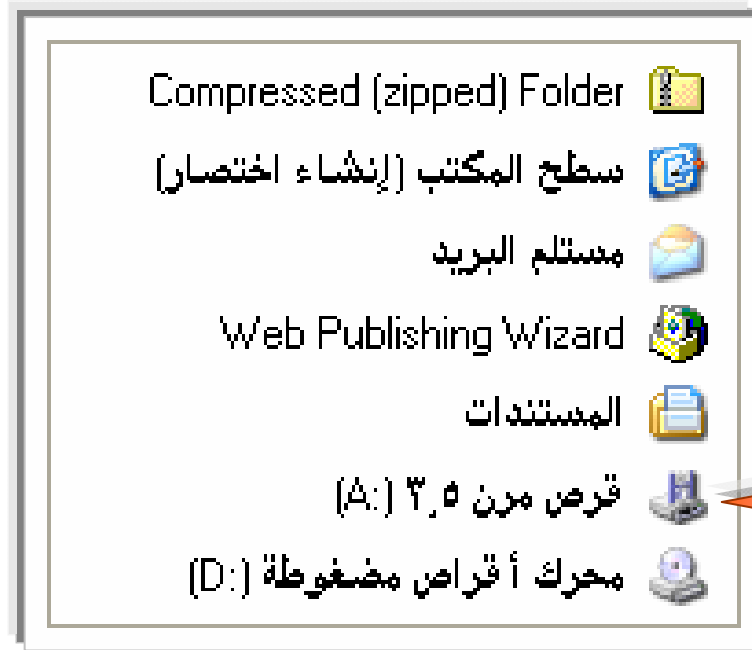 Compressed (zipped) Folder
سطح المكتب (إنشاء اختصار)
مستلم البريد
Web Publishing Wizard
المستندات
قرص مرن ٣,٥ (A:)
محرك أقراص مضغوطة (D:)